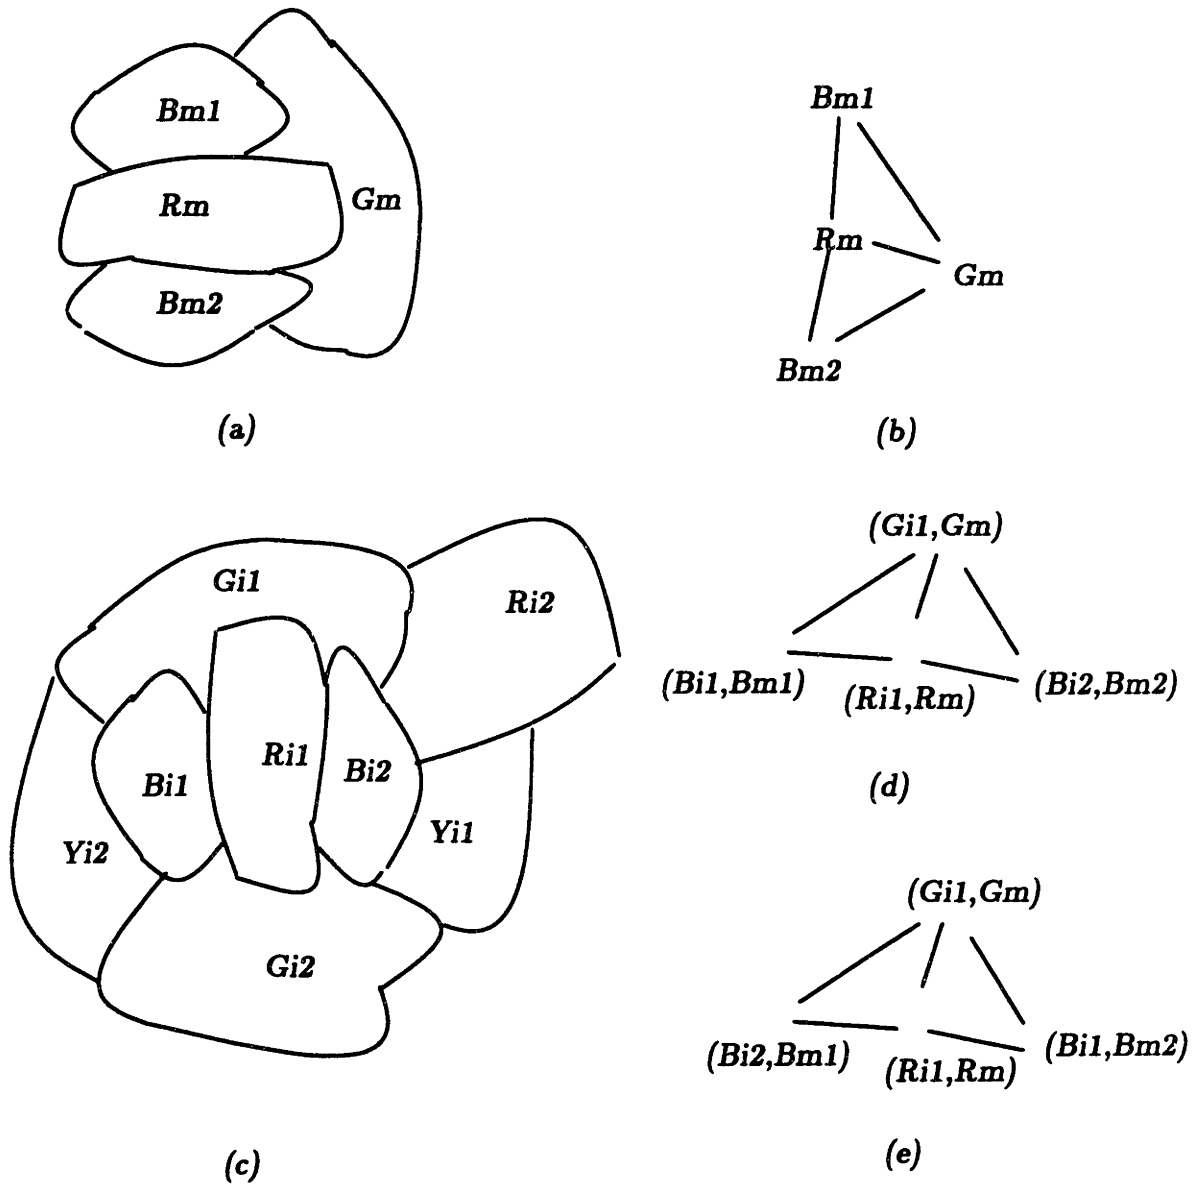 Bm1
Rm
Gm
Bm2
(a)
Bm1
Rm
Gm
Bm2
(b)
Gi1
Ri2
Ri1
Bi1
Bi2
Yi2
Yi1
Gi2
(c)
(Gi1,Gm)
(Bi1,Bm1)
(Ri1,Rm)
(Bi2,Bm2)
(d)
(Gi1,Gm)
(Bi2,Bm1)
(Ri1,Rm)
(Bi1,Bm2)
(e)